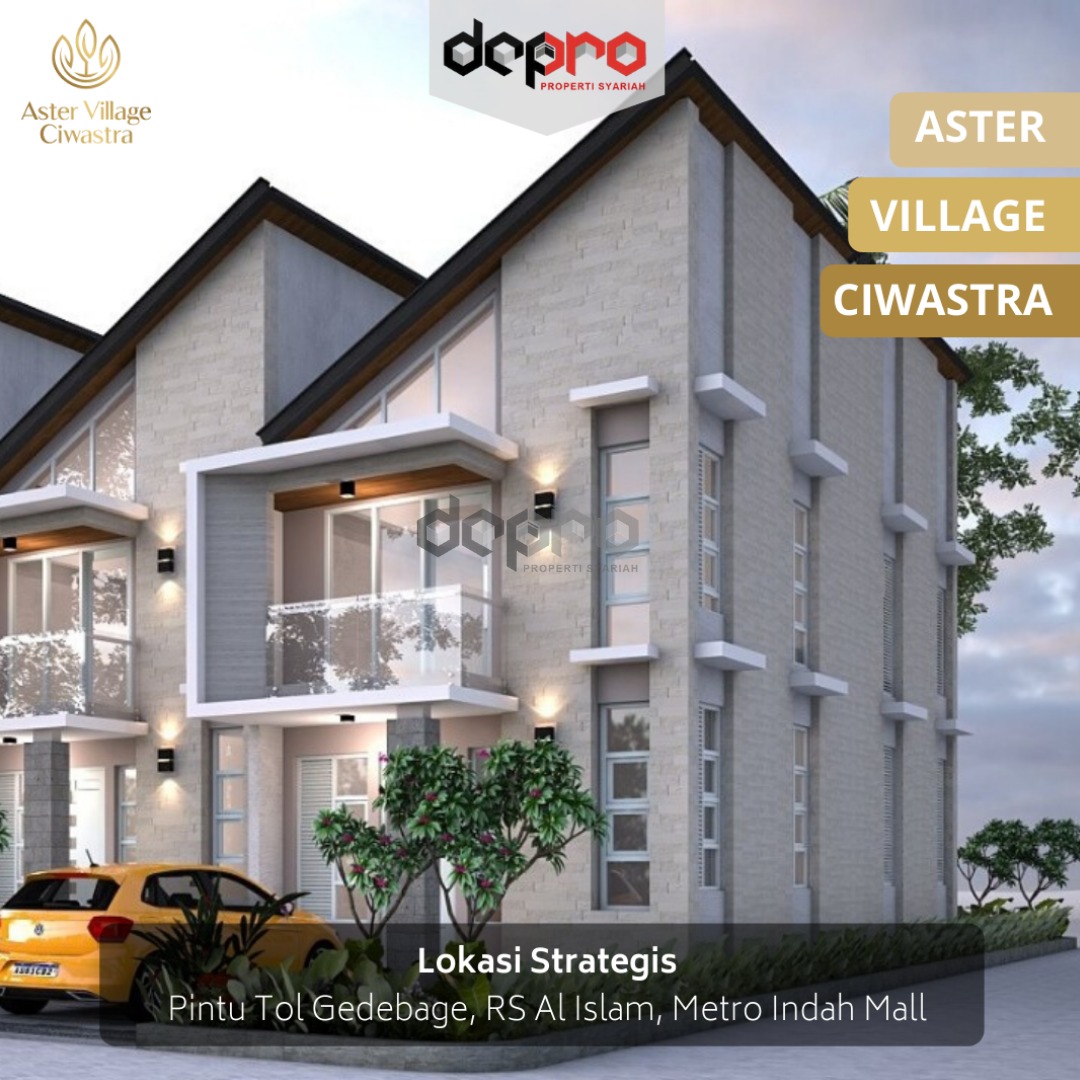 Aster Village
Ciwastra
depro
PROPERTI SYARIAH
ASTER
VILLAGE
CIWASTRA
depro
PROPERTI SYARIAH
Lokasi Strategis
Pintu Tol Gedebage, RS Al Islam, Metro Indah Mall